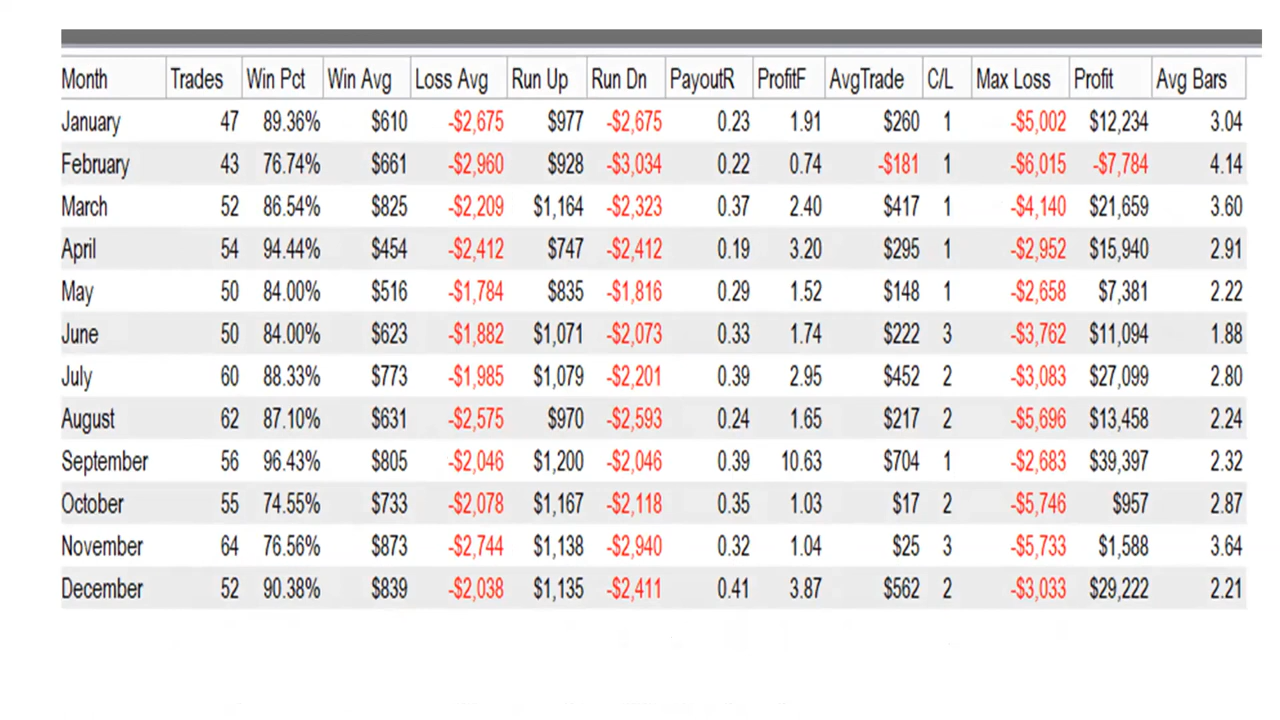 Month Trades Win Pct Win Avg Loss Avg Run Up Run Dn PayoutR ProfitF AvgTrade C/L Max Loss Profit Avg Bars
January 47 89.36% $610 -$2,675 $977 -$2,675 0.23 1.91 $260 1 -$5,002 $12,234 3.04
February 43 76.74% $661 -$2,960 $928 -$3,034 0.22 0.74 -$181 1 -$6,015 -$7,784 4.14
March 52 86.54% $825 -$2,209 $1,164 -$2,323 0.37 2.40 $417 1 -$4,140 $21,659 3.60
April 54 94.44% $454 -$2,412 $747 -$2,412 0.19 3.20 $295 1 -$2,952 $15,940 2.91
May 50 84.00% $516 -$1,784 $835 -$1,816 0.29 1.52 $148 1 -$2,658 $7,381 2.22
June 50 84.00% $623 -$1,882 $1,071 -$2,073 0.33 1.74 $222 3 -$3,762 $11,094 1.88
July 60 88.33% $773 -$1,985 $1,079 -$2,201 0.39 2.95 $452 2 -$3,083 $27,099 2.80
August 62 87.10% $631 -$2,575 $970 -$2,593 0.24 1.65 $217 2 -$5,696 $13,458 2.24
September 56 96.43% $805 -$2,046 $1,200 -$2,046 0.39 10.63 $704 1 -$2,683 $39,397 2.32
October 55 74.55% $733 -$2,078 $1,167 -$2,118 0.35 1.03 $17 2 -$5,746 $957 2.87
November 64 76.56% $873 -$2,744 $1,138 -$2,940 0.32 1.04 $25 3 -$5,733 $1,588 3.64
December 52 90.38% $839 -$2,038 $1,135 -$2,411 0.41 3.87 $562 2 -$3,033 $29,222 2.21